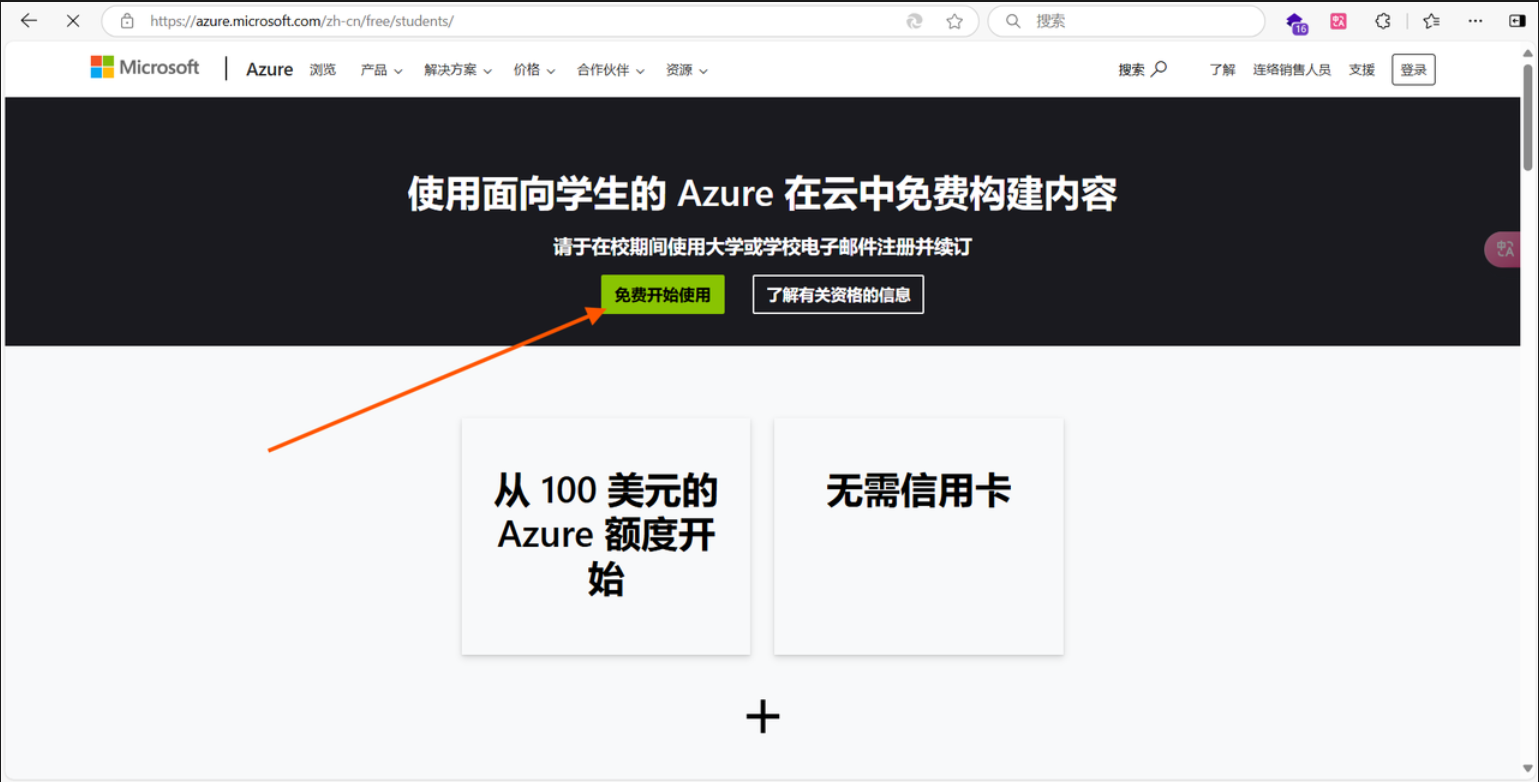 https://azure.microsoft.com/zh-cn/free/students/
搜索
16
Microsoft
Azure 浏览 产品 解决方案 价格 合作伙伴 资源
搜索 了解 连络销售人员 支援 登录
使用面向学生的 Azure 在云中免费构建内容
请于在校期间使用大学或学校电子邮件注册并续订
免费开始使用
了解有关资格的信息
从 100 美元的
Azure 额度开
始
无需信用卡
+